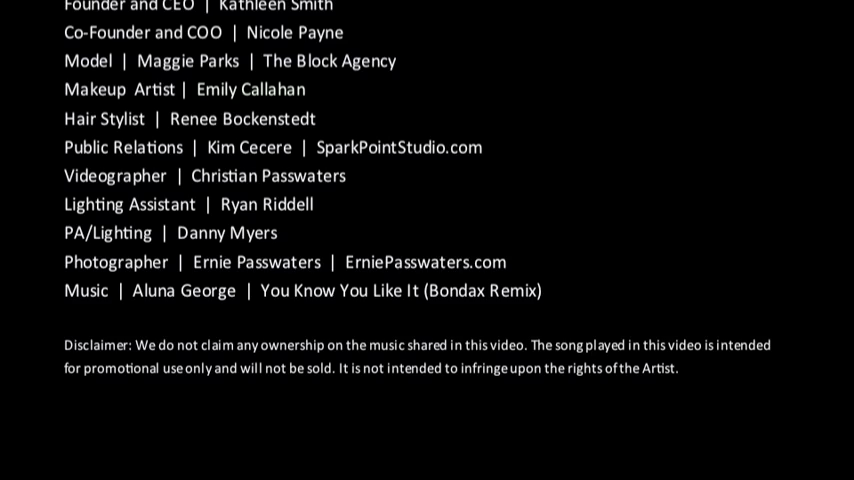 Founder and CEO | Kathleen Smith
Co-Founder and COO | Nicole Payne
Model | Maggie Parks | The Block Agency
Makeup Artist | Emily Callahan
Hair Stylist | Renee Bockenstedt
Public Relations | Kim Cecere | SparkPointStudio.com
Videographer | Christian Passwaters
Lighting Assistant | Ryan Riddell
PA/Lighting | Danny Myers
Photographer | Ernie Passwaters | ErniePasswaters.com
Music | Aluna George | You Know You Like It (Bondax Remix)
Disclaimer: We do not claim any ownership on the music shared in this video. The song played in this video is intended
for promotional use only and will not be sold. It is not intended to infringe upon the rights of the Artist.